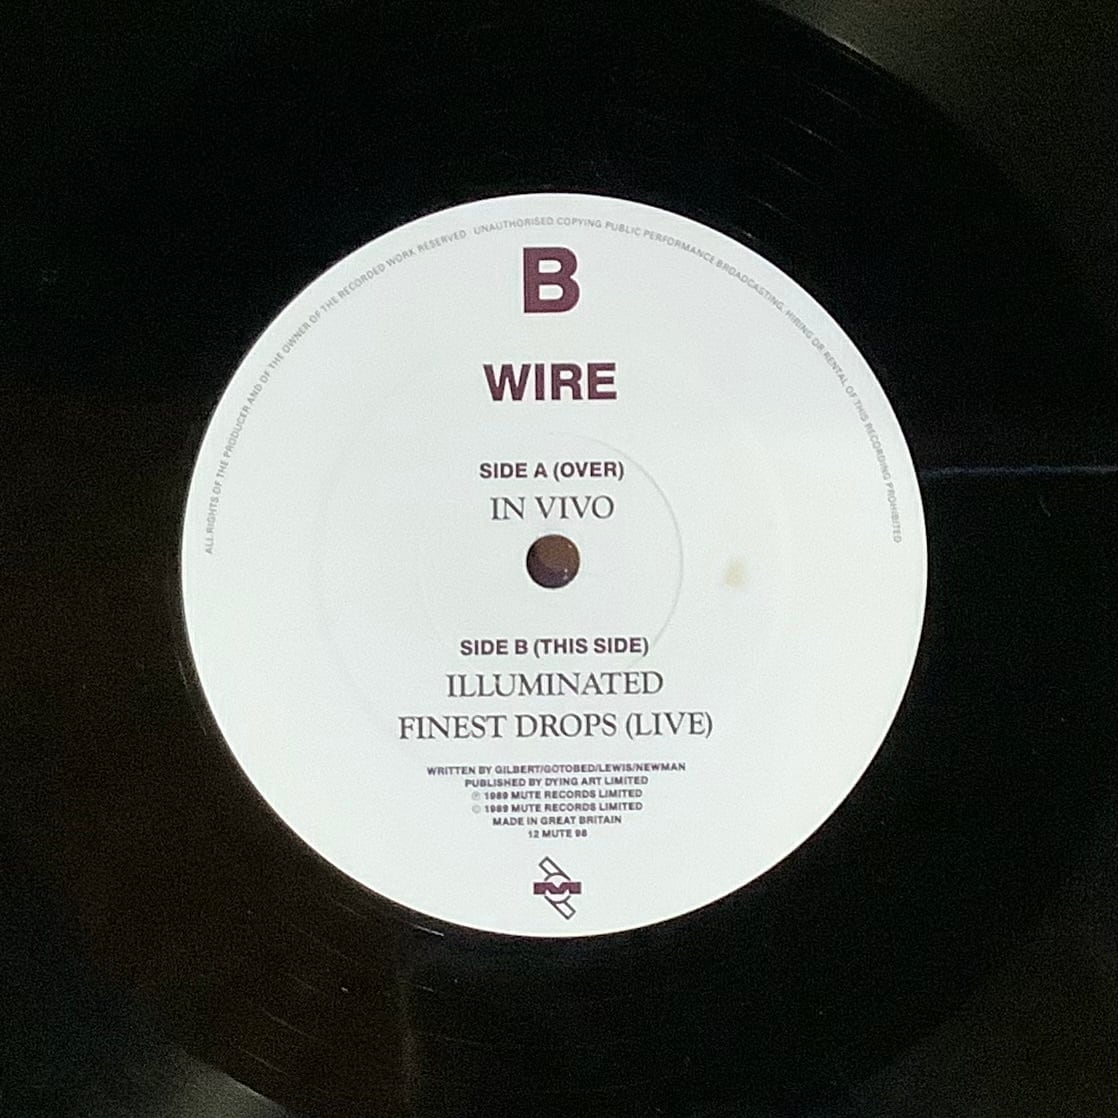 ALL RIGHTS OF THE PRODUCER AND OF THE OWNER OF THE RECORDED WORK RESERVED UNAUTHORISED COPYING PUBLIC PERFORMANCE BROADCASTING, HIRING OR RENTAL OF THIS RECORDING PROHIBITED
B
WIRE
SIDE A (OVER)
IN VIVO
SIDE B (THIS SIDE)
ILLUMINATED
FINEST DROPS (LIVE)
WRITTEN BY GILBERT/GOTOBED/LEWIS/NEWMAN
PUBLISHED BY DYING ART LIMITED
℗ 1989 MUTE RECORDS LIMITED
© 1989 MUTE RECORDS LIMITED
MADE IN GREAT BRITAIN
12 MUTE 98